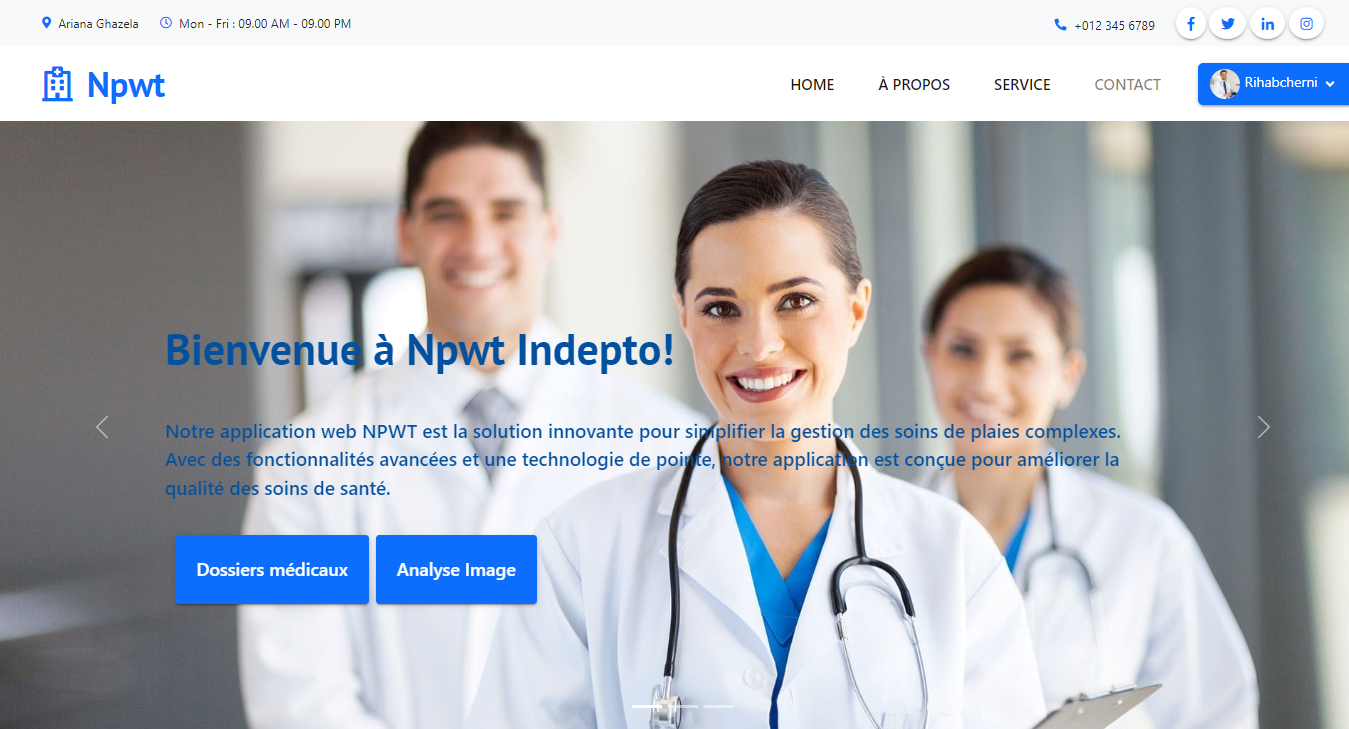 Ariana Ghazela
Mon - Fri : 09.00 AM - 09.00 PM
+012 345 6789
Npwt
HOME
À PROPOS
SERVICE
CONTACT
Rihabcherni
Bienvenue à Npwt Indepto!
Notre application web NPWT est la solution innovante pour simplifier la gestion des soins de plaies complexes.
Avec des fonctionnalités avancées et une technologie de pointe, notre application est conçue pour améliorer la
qualité des soins de santé.
Dossiers médicaux
Analyse Image